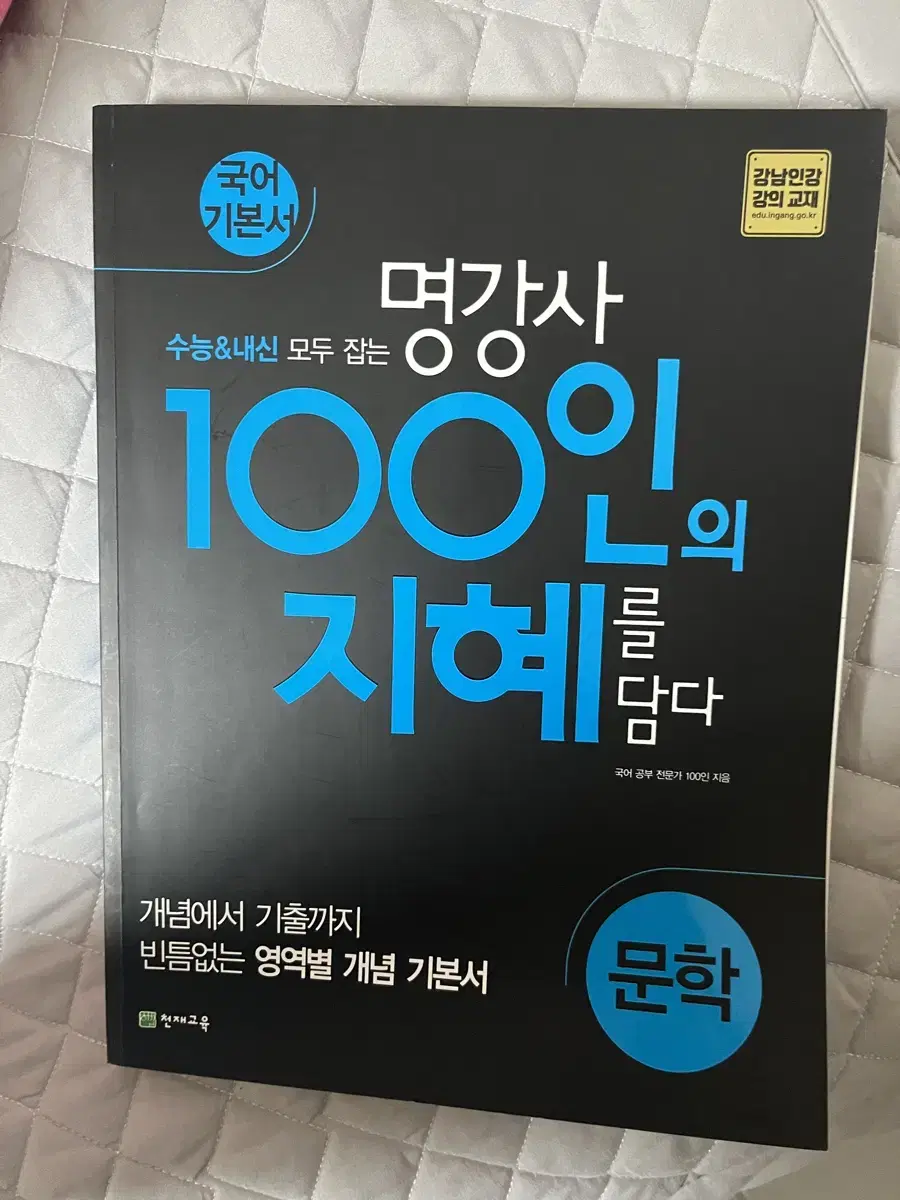 국어
기본서
강남인강
강의 교재
edu.ingang.go.kr
수능&내신 모두 잡는 명강사
100인의
지혜를
담다
국어 공부 전문가 100인 지음
개념에서 기출까지
빈틈없는 영역별 개념 기본서
천재교육
문학